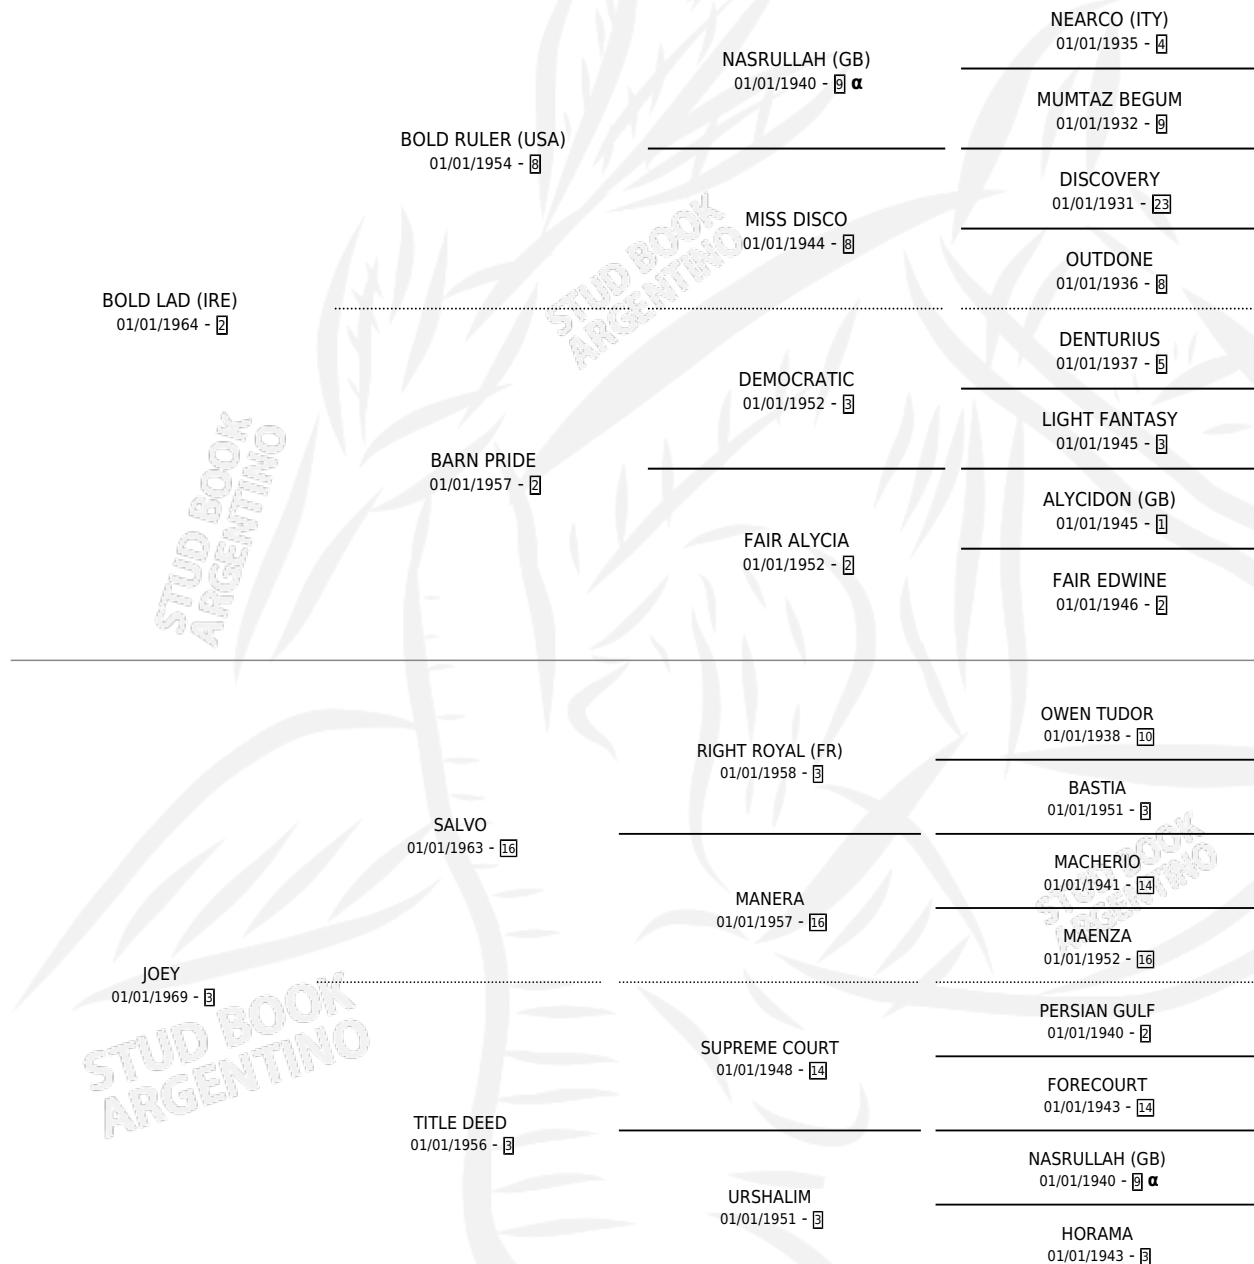 NEARCO (ITY)
01/01/1935 - 4
NASRULLAH (GB)
01/01/1940 - 9 α
MUMTAZ BEGUM
01/01/1932 - 9
BOLD RULER (USA)
01/01/1954 - 8
DISCOVERY
01/01/1931 - 23
MISS DISCO
01/01/1944 - 8
OUTDONE
01/01/1936 - 8
BOLD LAD (IRE)
01/01/1964 - 2
STUD BOOK
ARGENTINO
DENTURIUS
01/01/1937 - 5
DEMOCRATIC
01/01/1952 - 3
LIGHT FANTASY
01/01/1945 - 3
BARN PRIDE
01/01/1957 - 2
ALYCIDON (GB)
01/01/1945 - 1
FAIR ALYCIA
01/01/1952 - 2
FAIR EDWINE
01/01/1946 - 2
STUD BOOK
ARGENTINO
OWEN TUDOR
01/01/1938 - 10
RIGHT ROYAL (FR)
01/01/1958 - 3
BASTIA
01/01/1951 - 3
SALVO
01/01/1963 - 16
MACHERIO
01/01/1941 - 14
STUD BOOK
ARGENTINO
MANERA
01/01/1957 - 16
MAENZA
01/01/1952 - 16
JOEY
01/01/1969 - 3
STUD BOOK
ARGENTINO
PERSIAN GULF
01/01/1940 - 2
SUPREME COURT
01/01/1948 - 14
FORECOURT
01/01/1943 - 14
TITLE DEED
01/01/1956 - 3
NASRULLAH (GB)
01/01/1940 - 9 α
URSHALIM
01/01/1951 - 3
HORAMA
01/01/1943 - 3